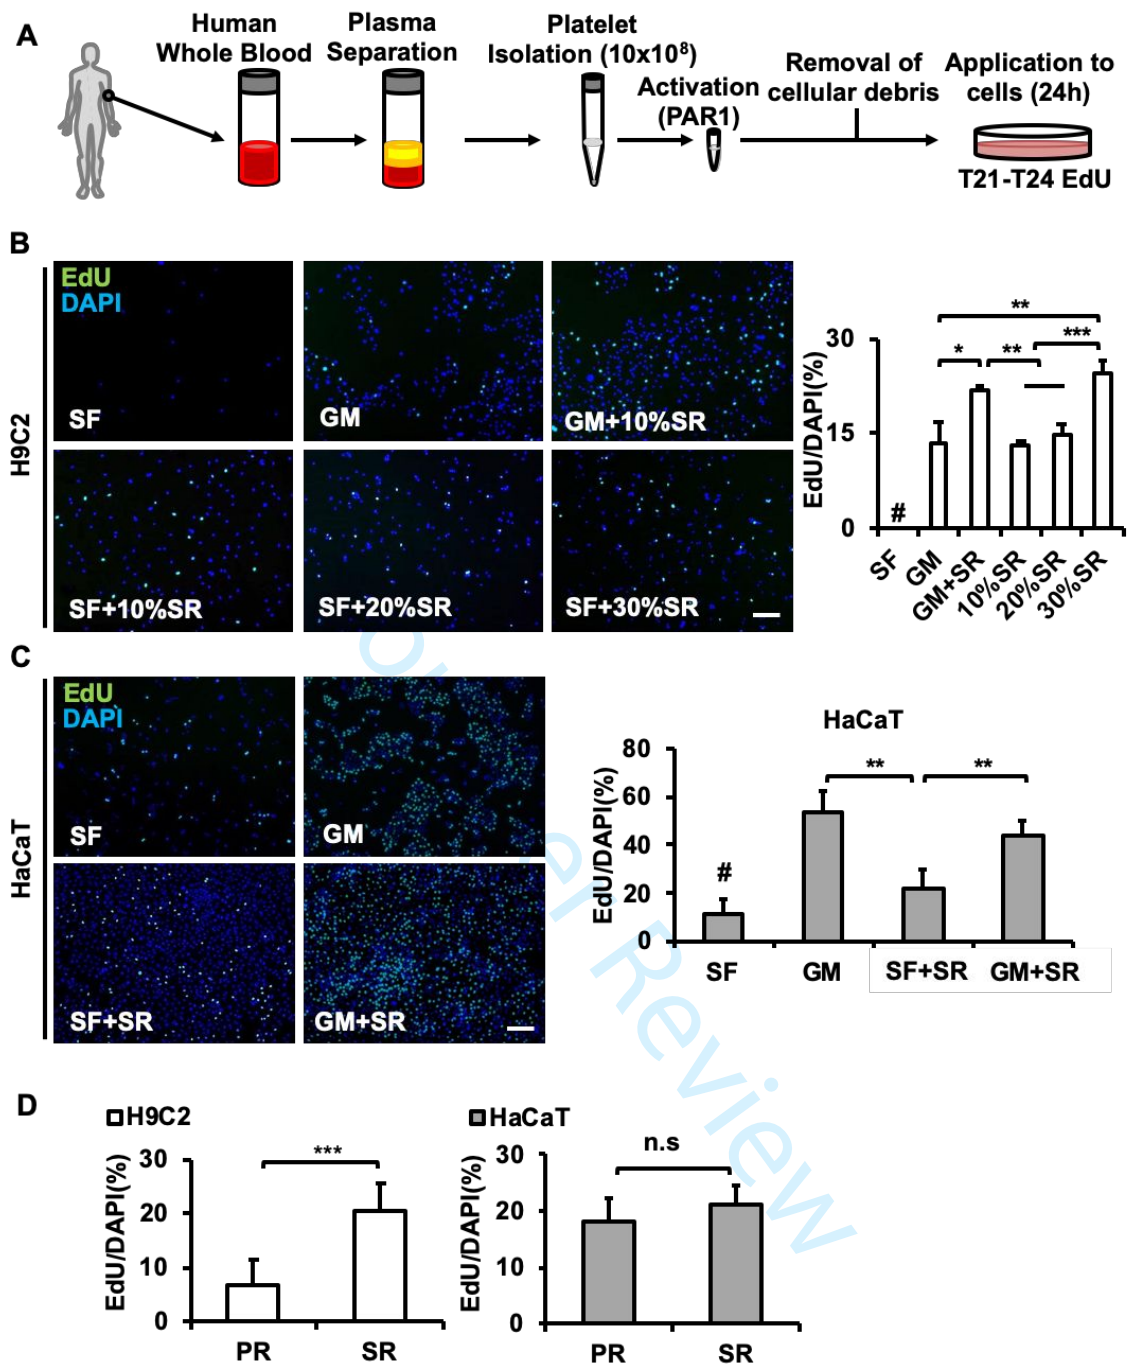 A
Human
Whole Blood
Plasma
Separation
Platelet
Isolation (10x10⁸)
Activation
(PAR1)
Removal of
cellular debris
Application to
cells (24h)
T21-T24 EdU
B
H9C2
EdU
DAPI
SF
GM
GM+10%SR
SF+10%SR
SF+20%SR
SF+30%SR
EdU/DAPI(%)
30
15
0
#
*
**
**
***
SF
GM
GM+SR
10%SR
20%SR
30%SR
C
HaCaT
EdU
DAPI
SF
GM
SF+SR
GM+SR
HaCaT
EdU/DAPI(%)
80
60
40
20
0
#
**
**
SF
GM
SF+SR
GM+SR
D
H9C2
EdU/DAPI(%)
30
20
10
0
***
PR
SR
HaCaT
EdU/DAPI(%)
30
20
10
0
n.s
PR
SR
Review